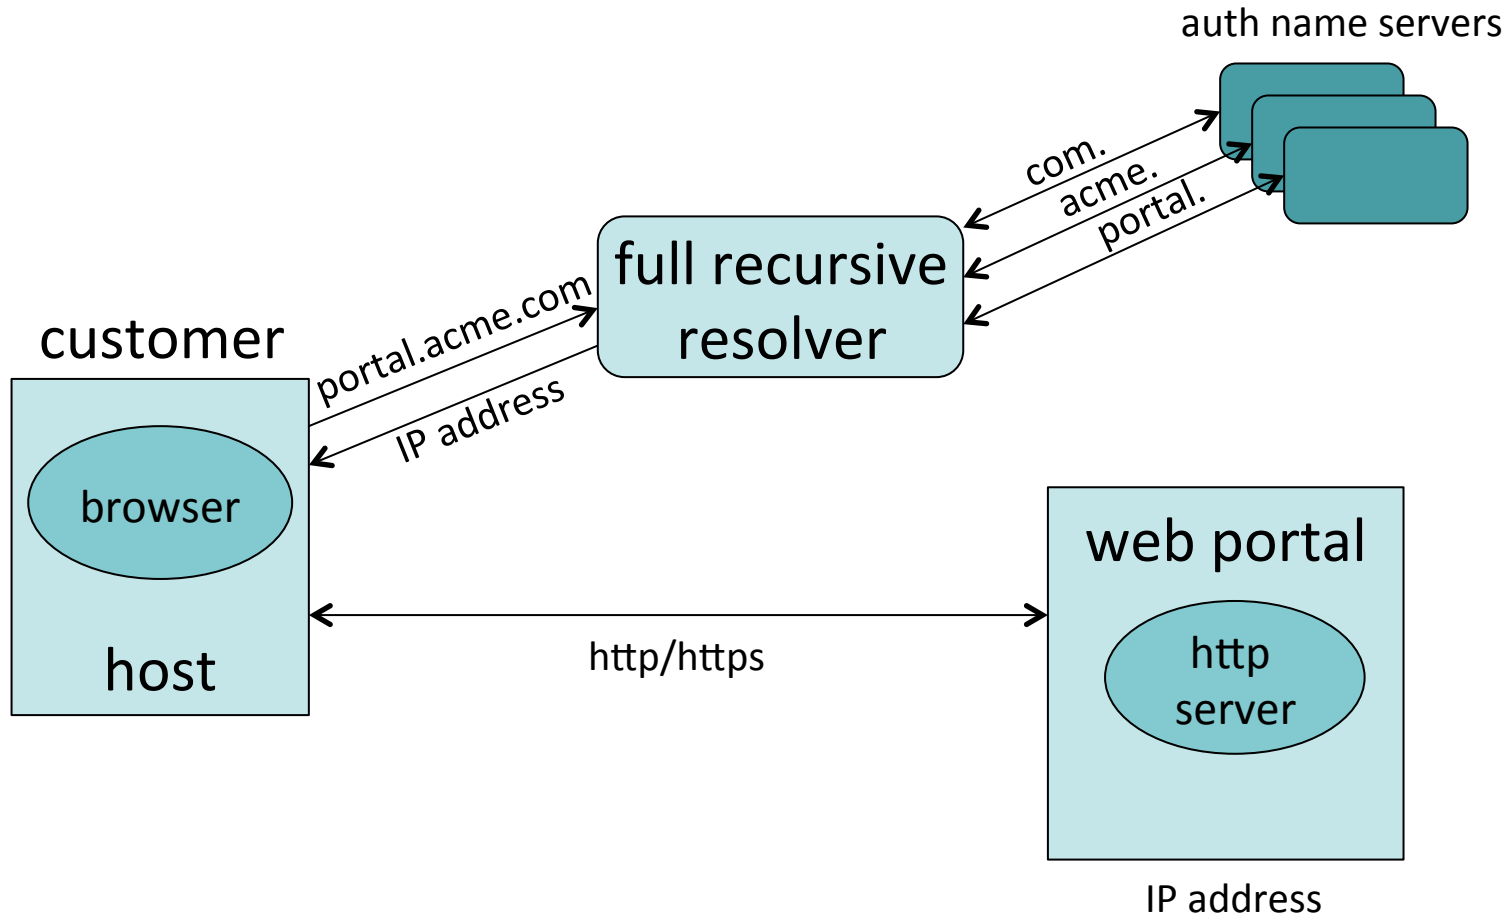 auth name servers
com.
acme.
portal.
full recursive
resolver
portal.acme.com
IP address
customer
browser
host
http/https
web portal
http
server
IP address